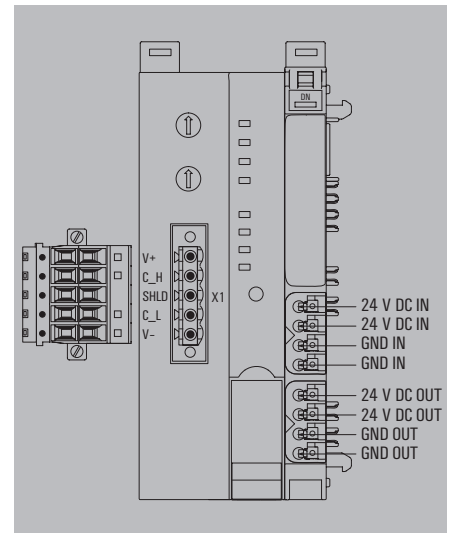 DN
V+
C_H
SHLD
C_L
V-
X1
24 V DC IN
24 V DC IN
GND IN
GND IN
24 V DC OUT
24 V DC OUT
GND OUT
GND OUT